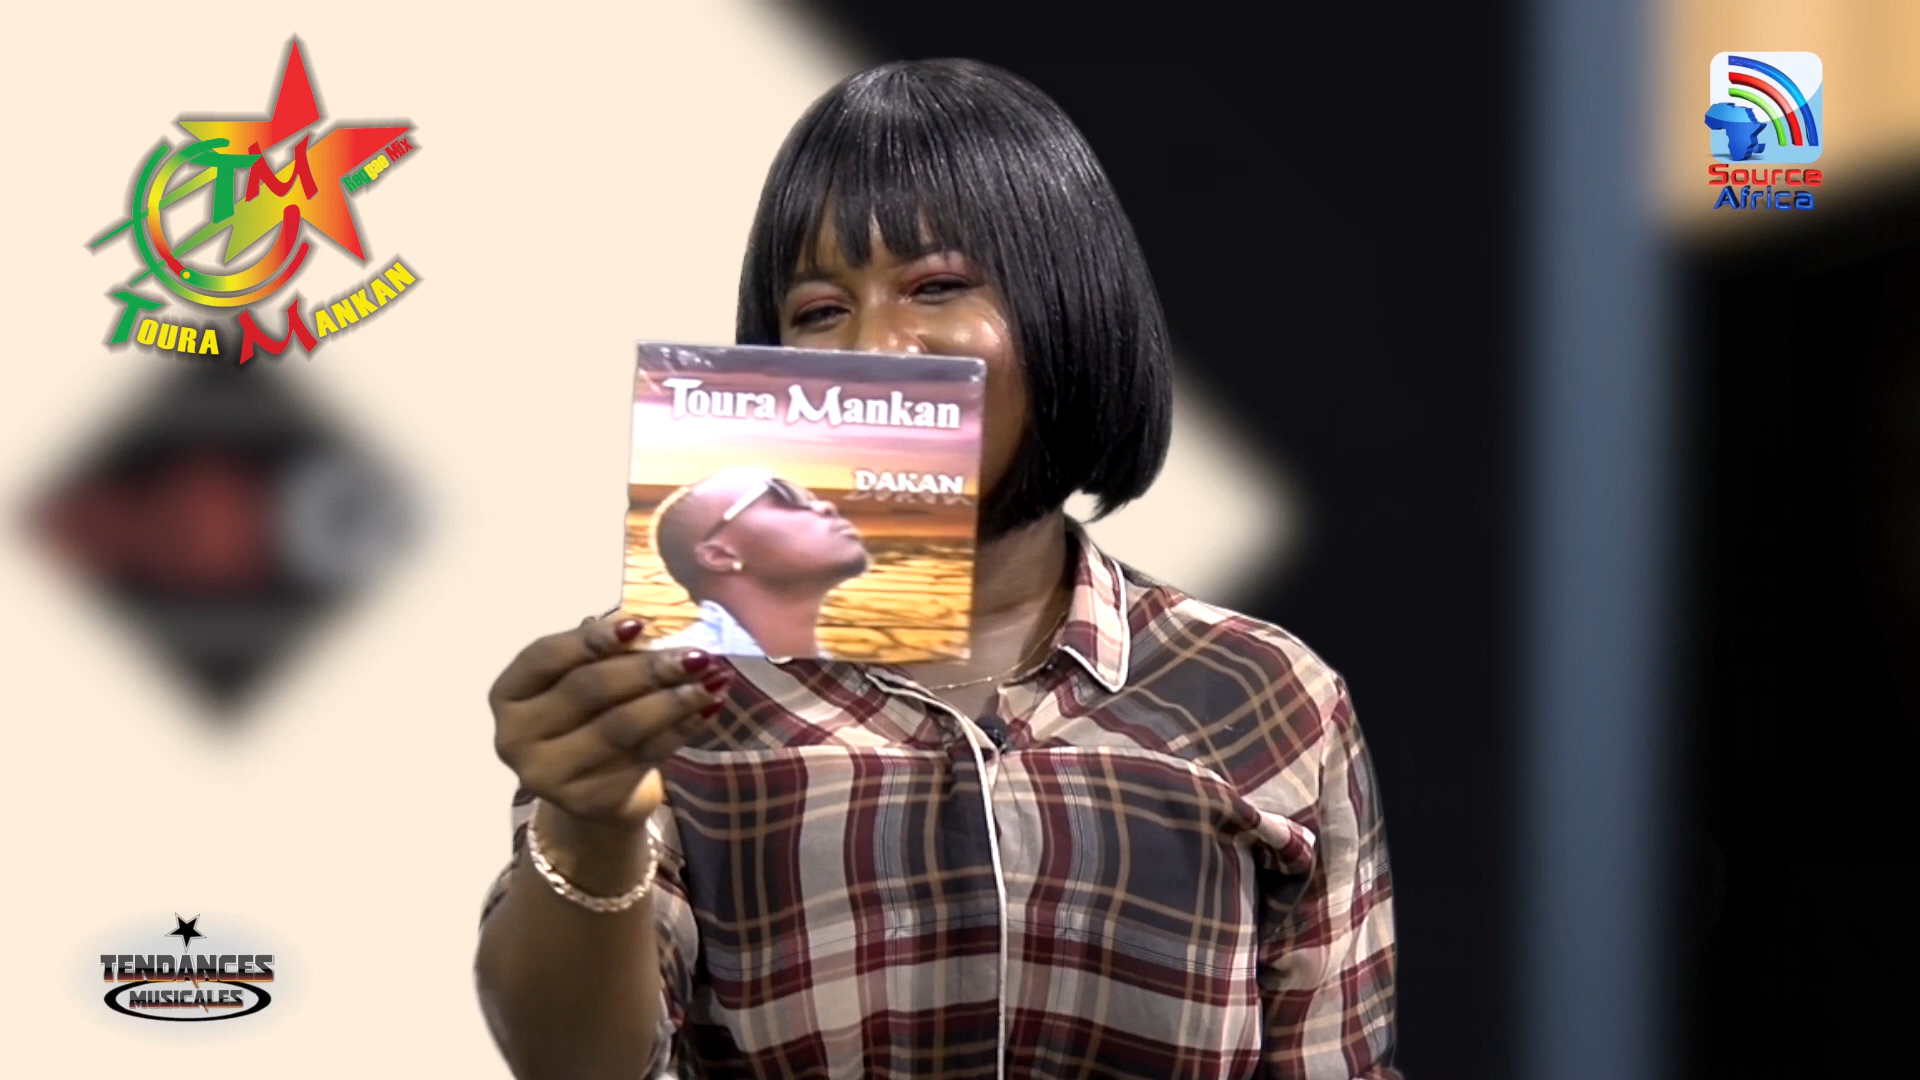 TM
Reggae Mix
TOURA MANKAN
Source
Africa
Toura Mankan
DAKAN
TENDANCES
MUSICALES